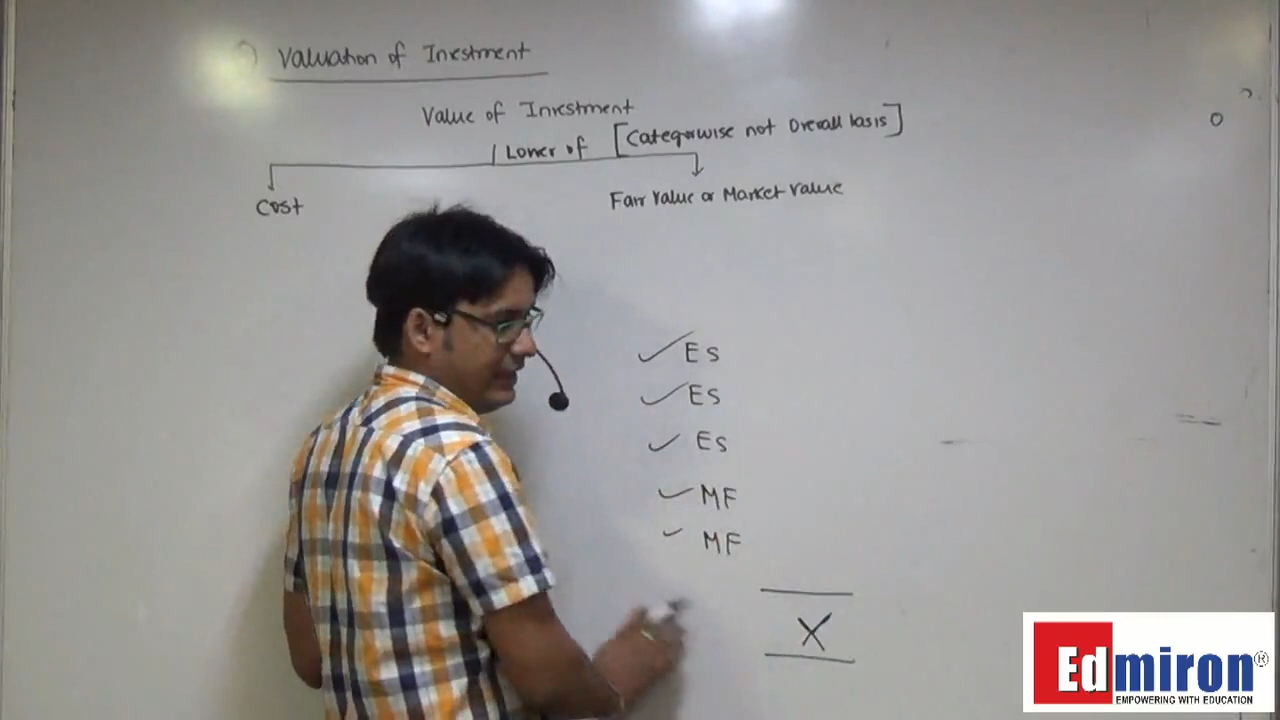 Valuation of Investment
Value of Investment
Lower of [Categorwise not overall basis]
Cost
Fair Value or Market Value
✓ Es
✓ Es
✓ Es
✓ MF
✓ MF
X
Edmiron®
EMPOWERING WITH EDUCATION